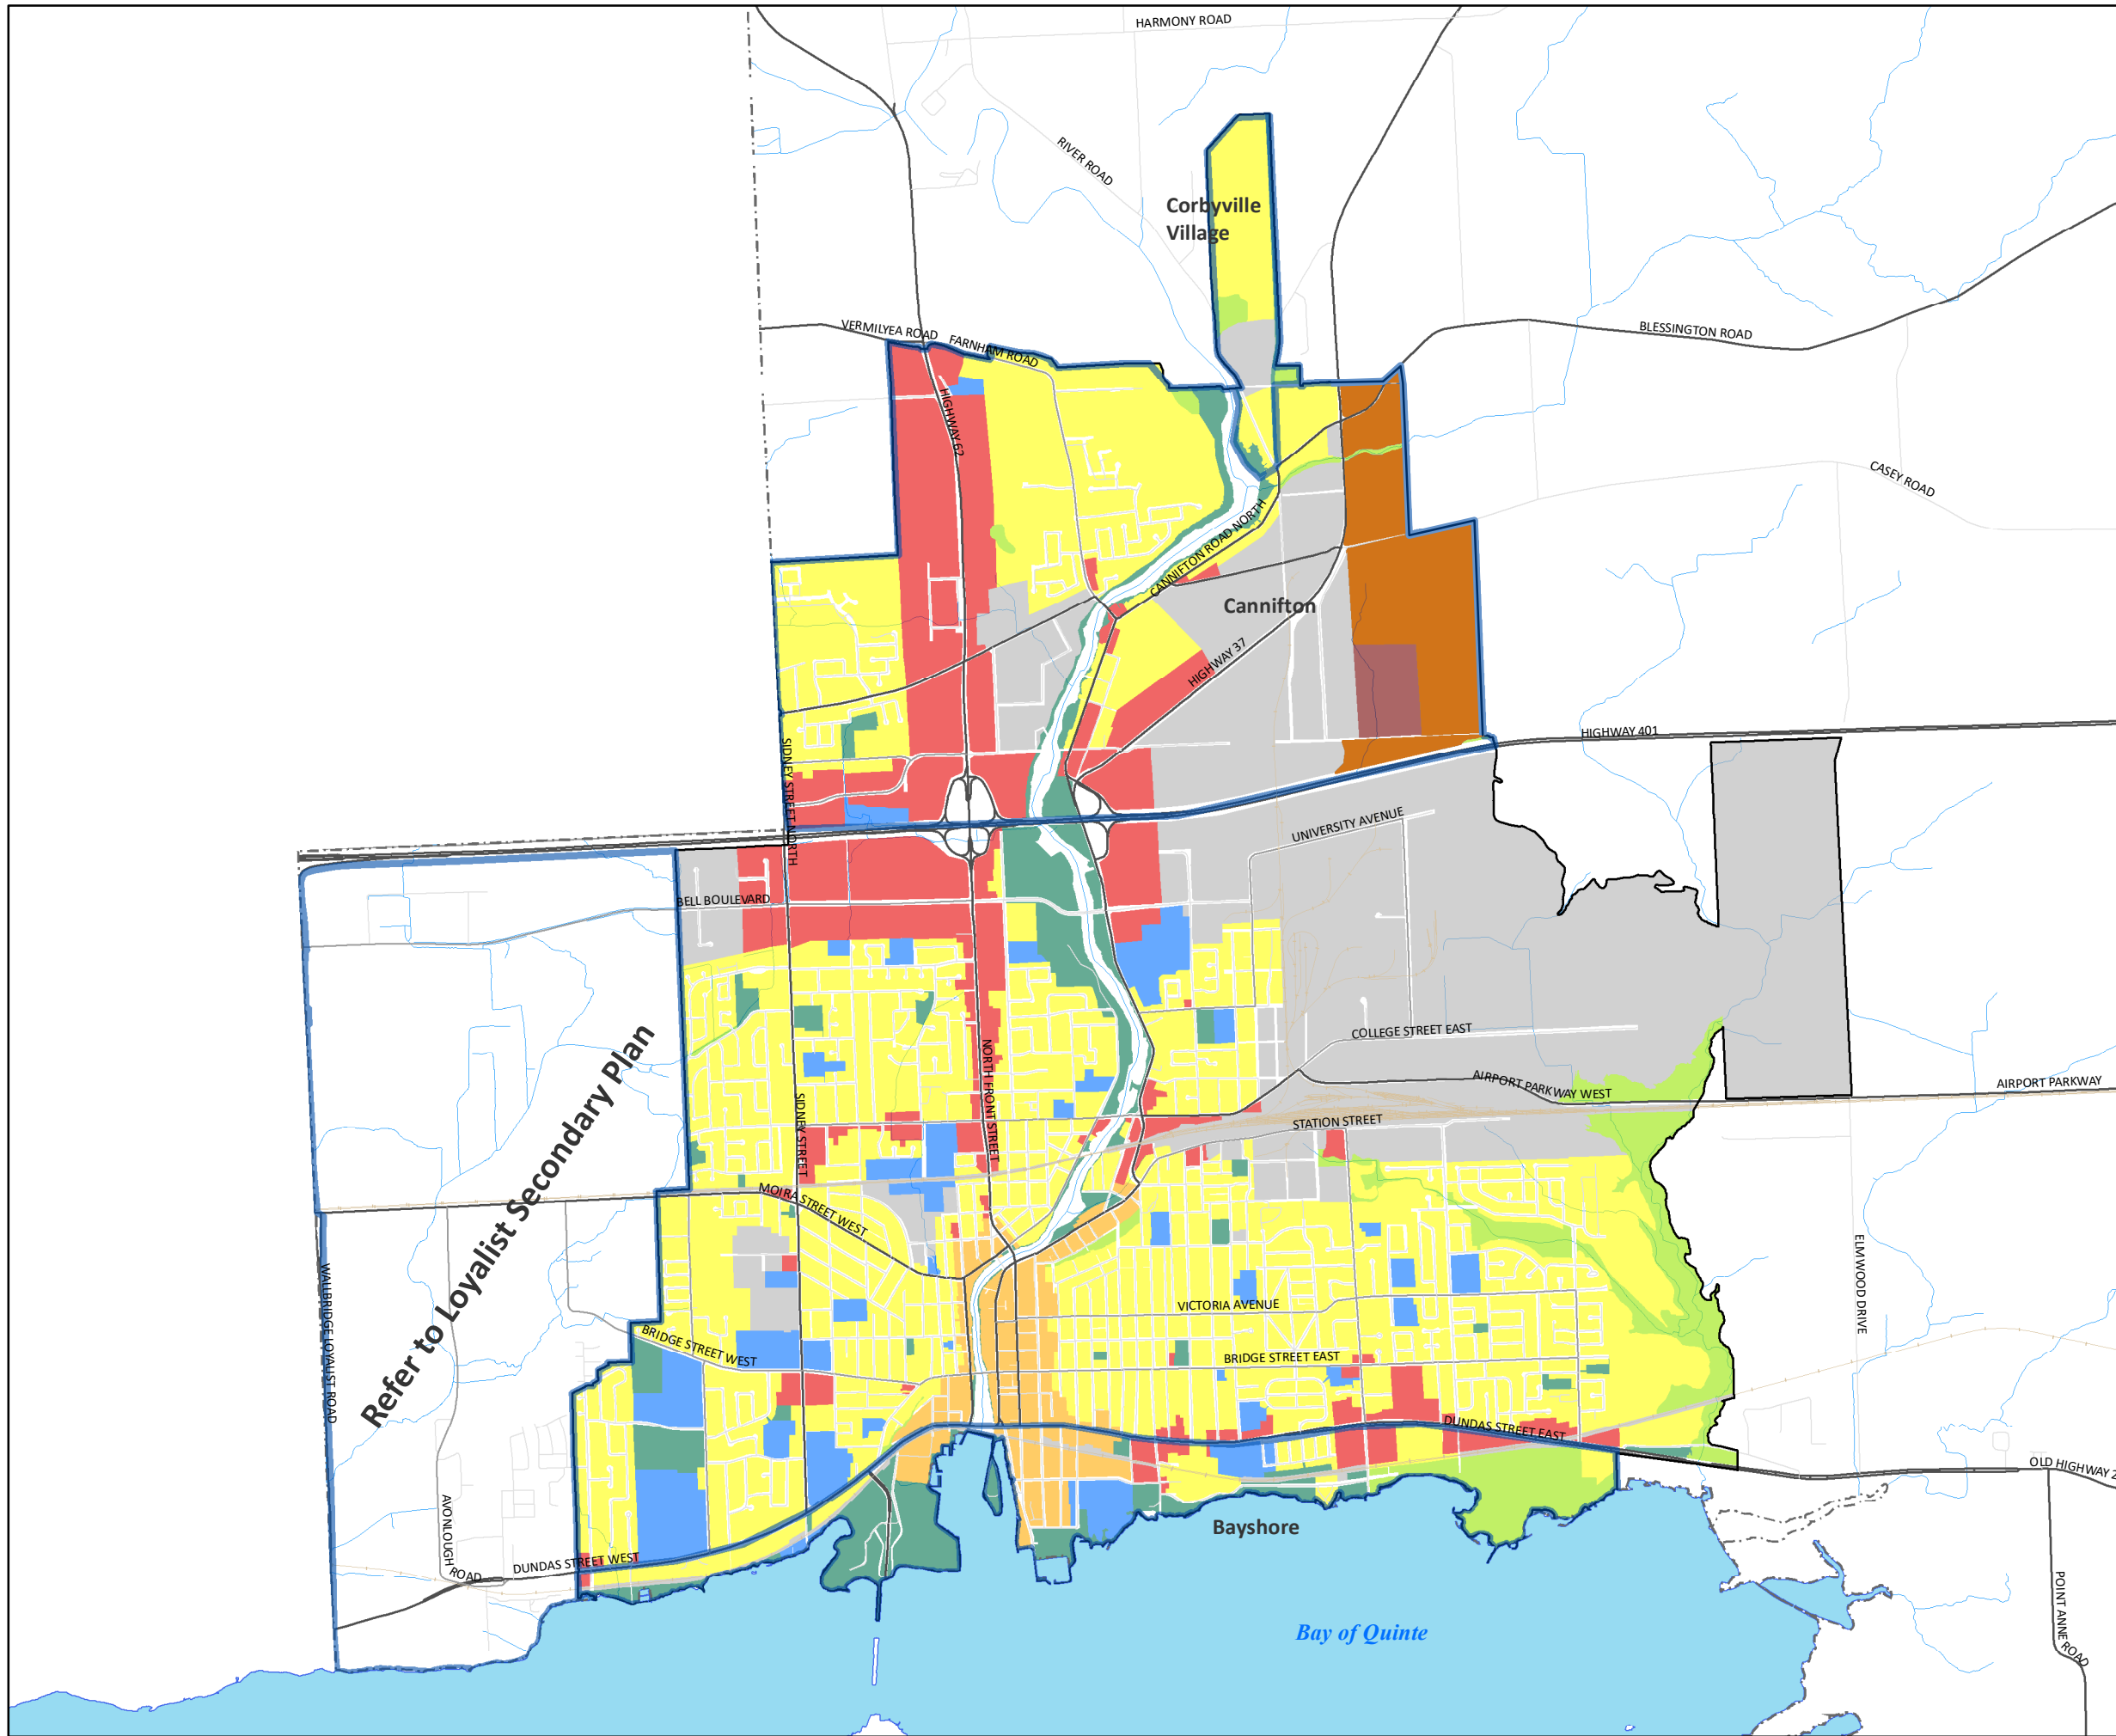 HARMONY ROAD
RIVER ROAD
Corbyville
Village
VERMILYEA ROAD
FARNHAM ROAD
BLESSINGTON ROAD
HIGHWAY 62
CASEY ROAD
CANNIFTON ROAD NORTH
Cannifton
HIGHWAY 37
HIGHWAY 401
SIDNEY STREET NORTH
UNIVERSITY AVENUE
BELL BOULEVARD
COLLEGE STREET EAST
Refer to Loyalist Secondary Plan
NORTH FRONT STREET
AIRPORT PARKWAY WEST
AIRPORT PARKWAY
SIDNEY STREET
STATION STREET
MOIRA STREET WEST
WALLBRIDGE LOYALIST ROAD
ELMWOOD DRIVE
VICTORIA AVENUE
BRIDGE STREET WEST
BRIDGE STREET EAST
DUNDAS STREET EAST
OLD HIGHWAY 2
AVONLOUGH
ROAD
Bayshore
DUNDAS STREET WEST
POINT ANNE ROAD
Bay of Quinte